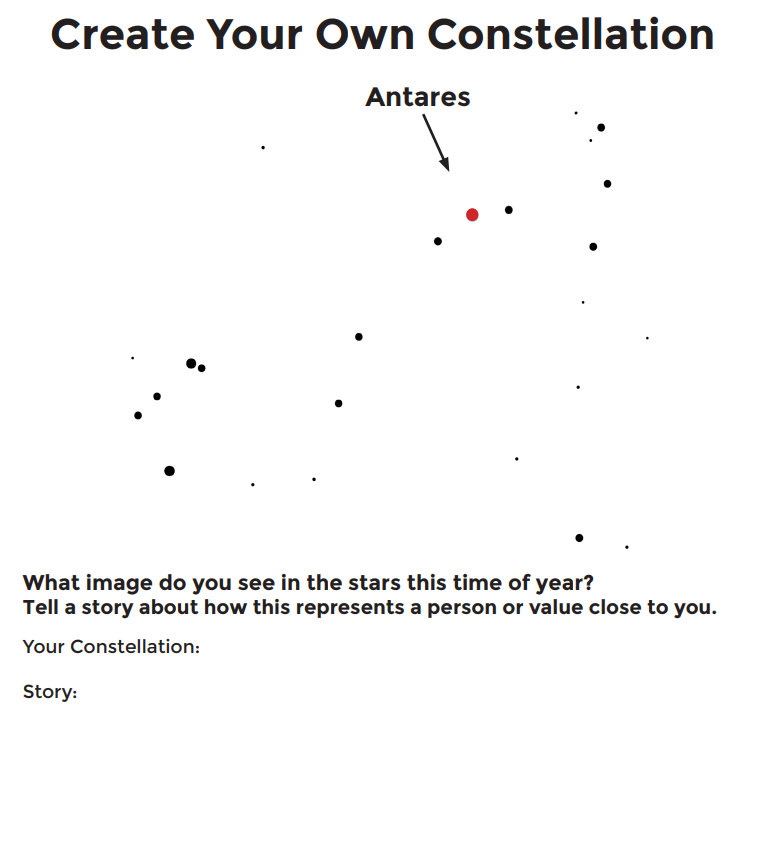 Create Your Own Constellation
Antares
What image do you see in the stars this time of year?
Tell a story about how this represents a person or value close to you.
Your Constellation:
Story: